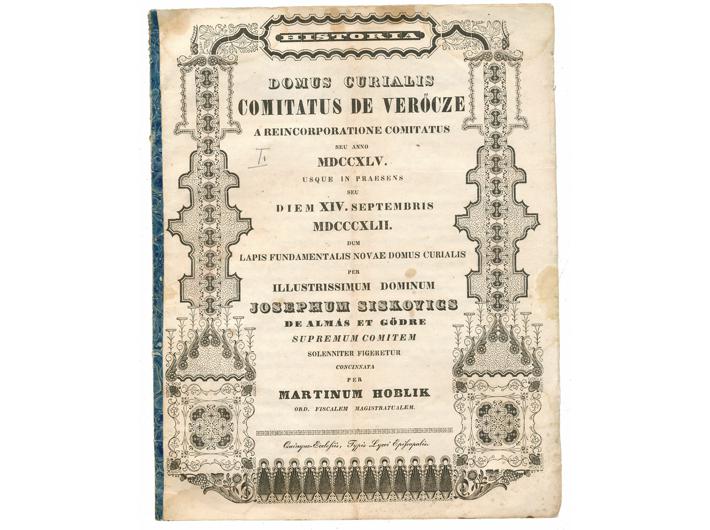 HISTORIA
DOMUS CURIALIS
COMITATUS DE VERŐCZE
A REINCORPORATIONE COMITATUS
SEU ANNO
MDCCXLV.
I.
USQUE IN PRAESENS
SEU
DIEM XIV. SEPTEMBRIS
MDCCCXLII.
DUM
LAPIS FUNDAMENTALIS NOVAE DOMUS CURIALIS
PER
ILLUSTRISSIMUM DOMINUM
JOSEPHUM SISKOVICS
DE ALMÁS ET GÖDRE
SUPREMUM COMITEM
SOLENNITER FIGERETUR
CONCINNATA
PER
MARTINUM HOBLIK
ORD. FISCALEM MAGISTRATUALEM.
Quinque-Ecclesiis, Typis Lycei Episcopalis.